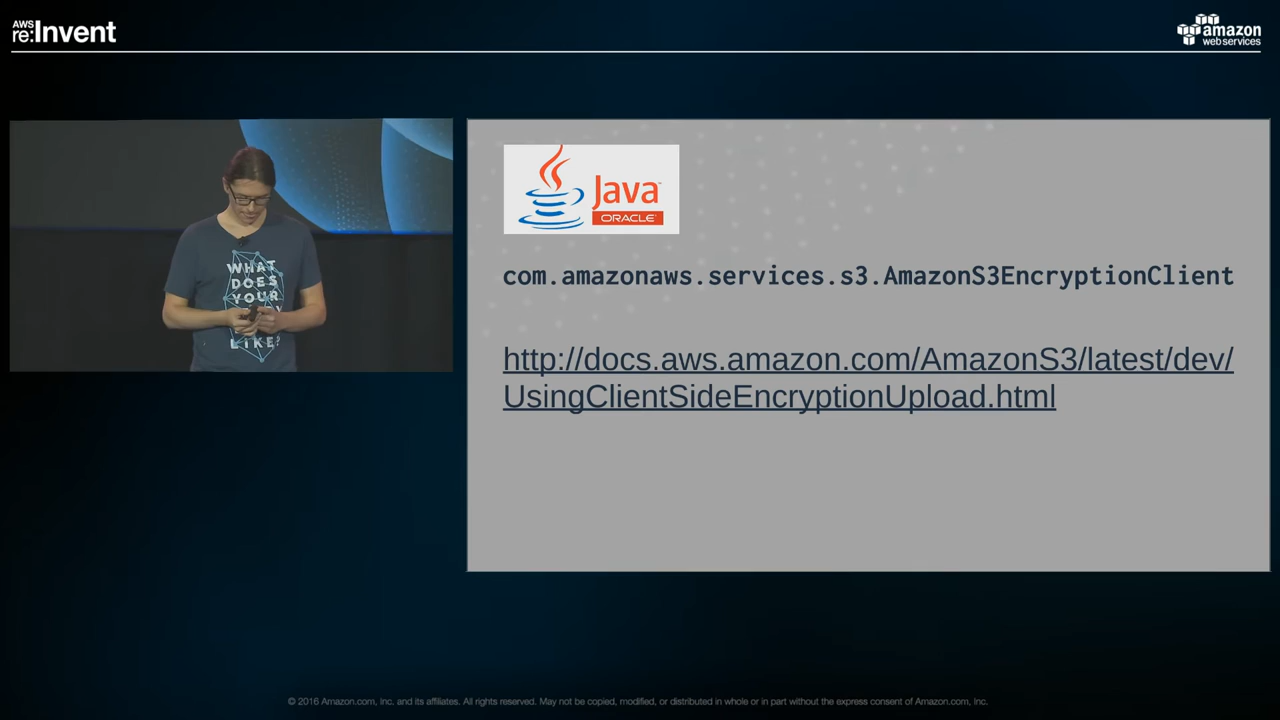 AWS
re:Invent
amazon
web services
WHAT
DOES
YOUR
LIKE?
Java
ORACLE
com.amazonaws.services.s3.AmazonS3EncryptionClient
http://docs.aws.amazon.com/AmazonS3/latest/dev/
UsingClientSideEncryptionUpload.html
© 2016 Amazon.com, Inc. and its affiliates. All rights reserved. May not be copied, modified, or distributed in whole or in part without the express consent of Amazon.com, Inc.